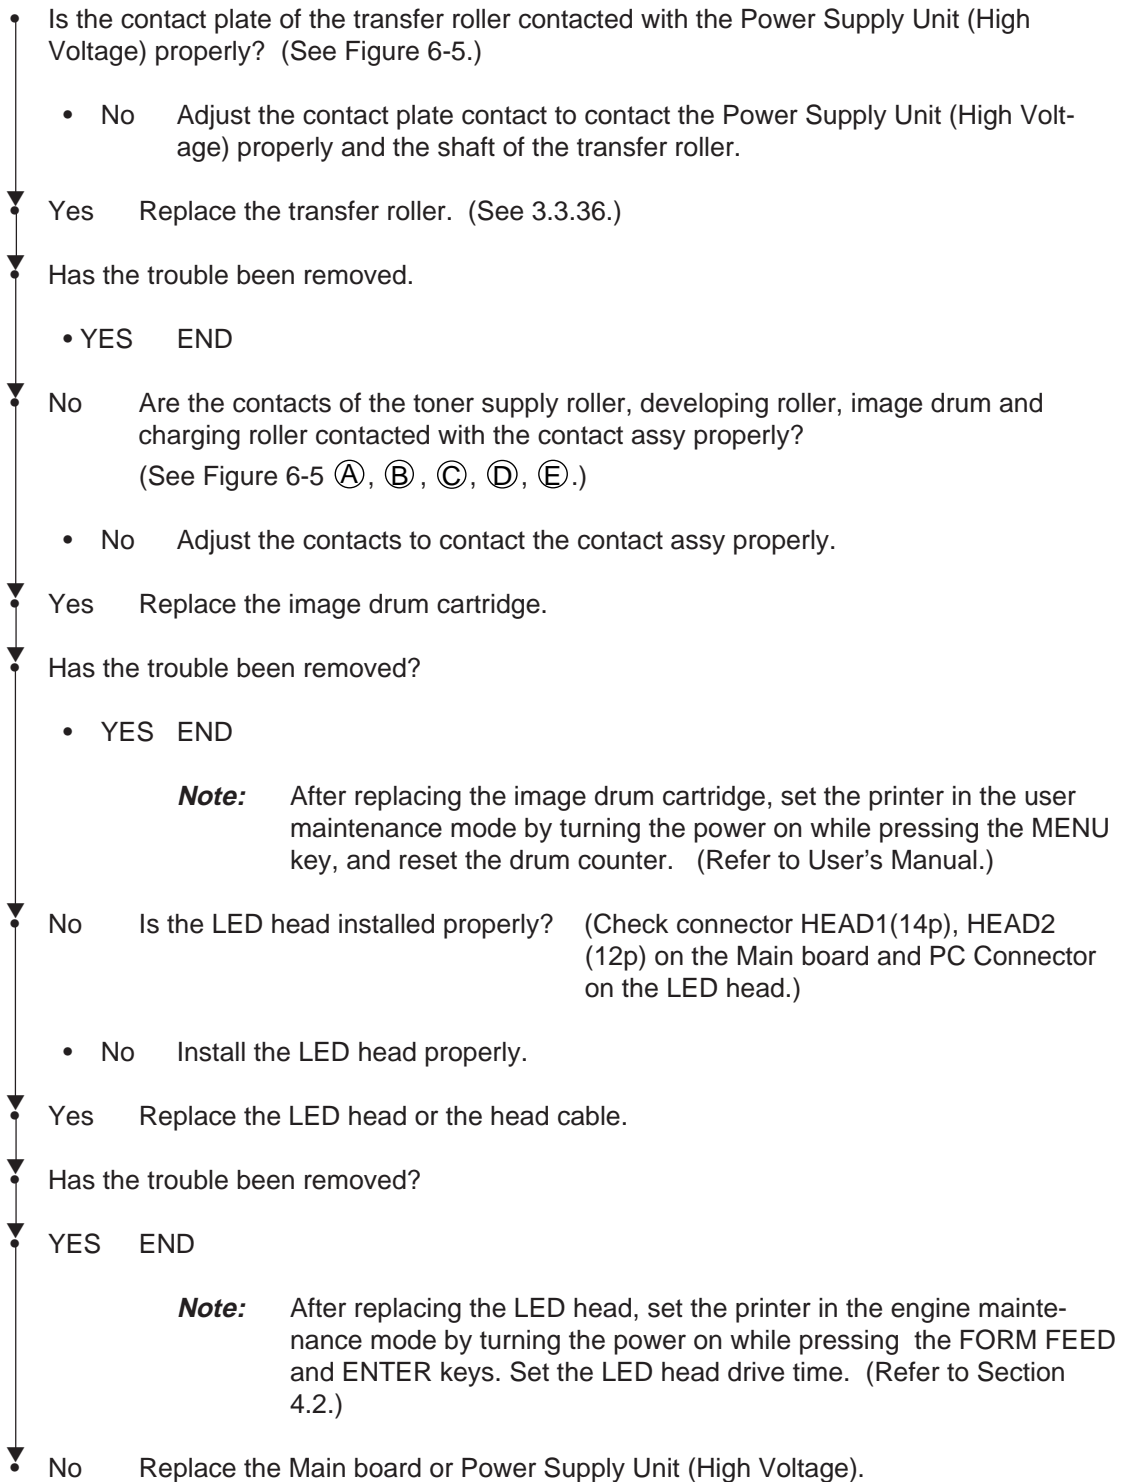 • Is the contact plate of the transfer roller contacted with the Power Supply Unit (High
Voltage) properly? (See Figure 6-5.)
• No Adjust the contact plate contact to contact the Power Supply Unit (High Volt-
age) properly and the shaft of the transfer roller.
• Yes Replace the transfer roller. (See 3.3.36.)
• Has the trouble been removed.
• YES END
• No Are the contacts of the toner supply roller, developing roller, image drum and
charging roller contacted with the contact assy properly?
(See Figure 6-5 Ⓐ, Ⓑ, Ⓒ, Ⓓ, Ⓔ.)
• No Adjust the contacts to contact the contact assy properly.
• Yes Replace the image drum cartridge.
• Has the trouble been removed?
• YES END
Note: After replacing the image drum cartridge, set the printer in the user
maintenance mode by turning the power on while pressing the MENU
key, and reset the drum counter. (Refer to User's Manual.)
• No Is the LED head installed properly? (Check connector HEAD1(14p), HEAD2
(12p) on the Main board and PC Connector
on the LED head.)
• No Install the LED head properly.
• Yes Replace the LED head or the head cable.
• Has the trouble been removed?
• YES END
Note: After replacing the LED head, set the printer in the engine mainte-
nance mode by turning the power on while pressing the FORM FEED
and ENTER keys. Set the LED head drive time. (Refer to Section
4.2.)
• No Replace the Main board or Power Supply Unit (High Voltage).